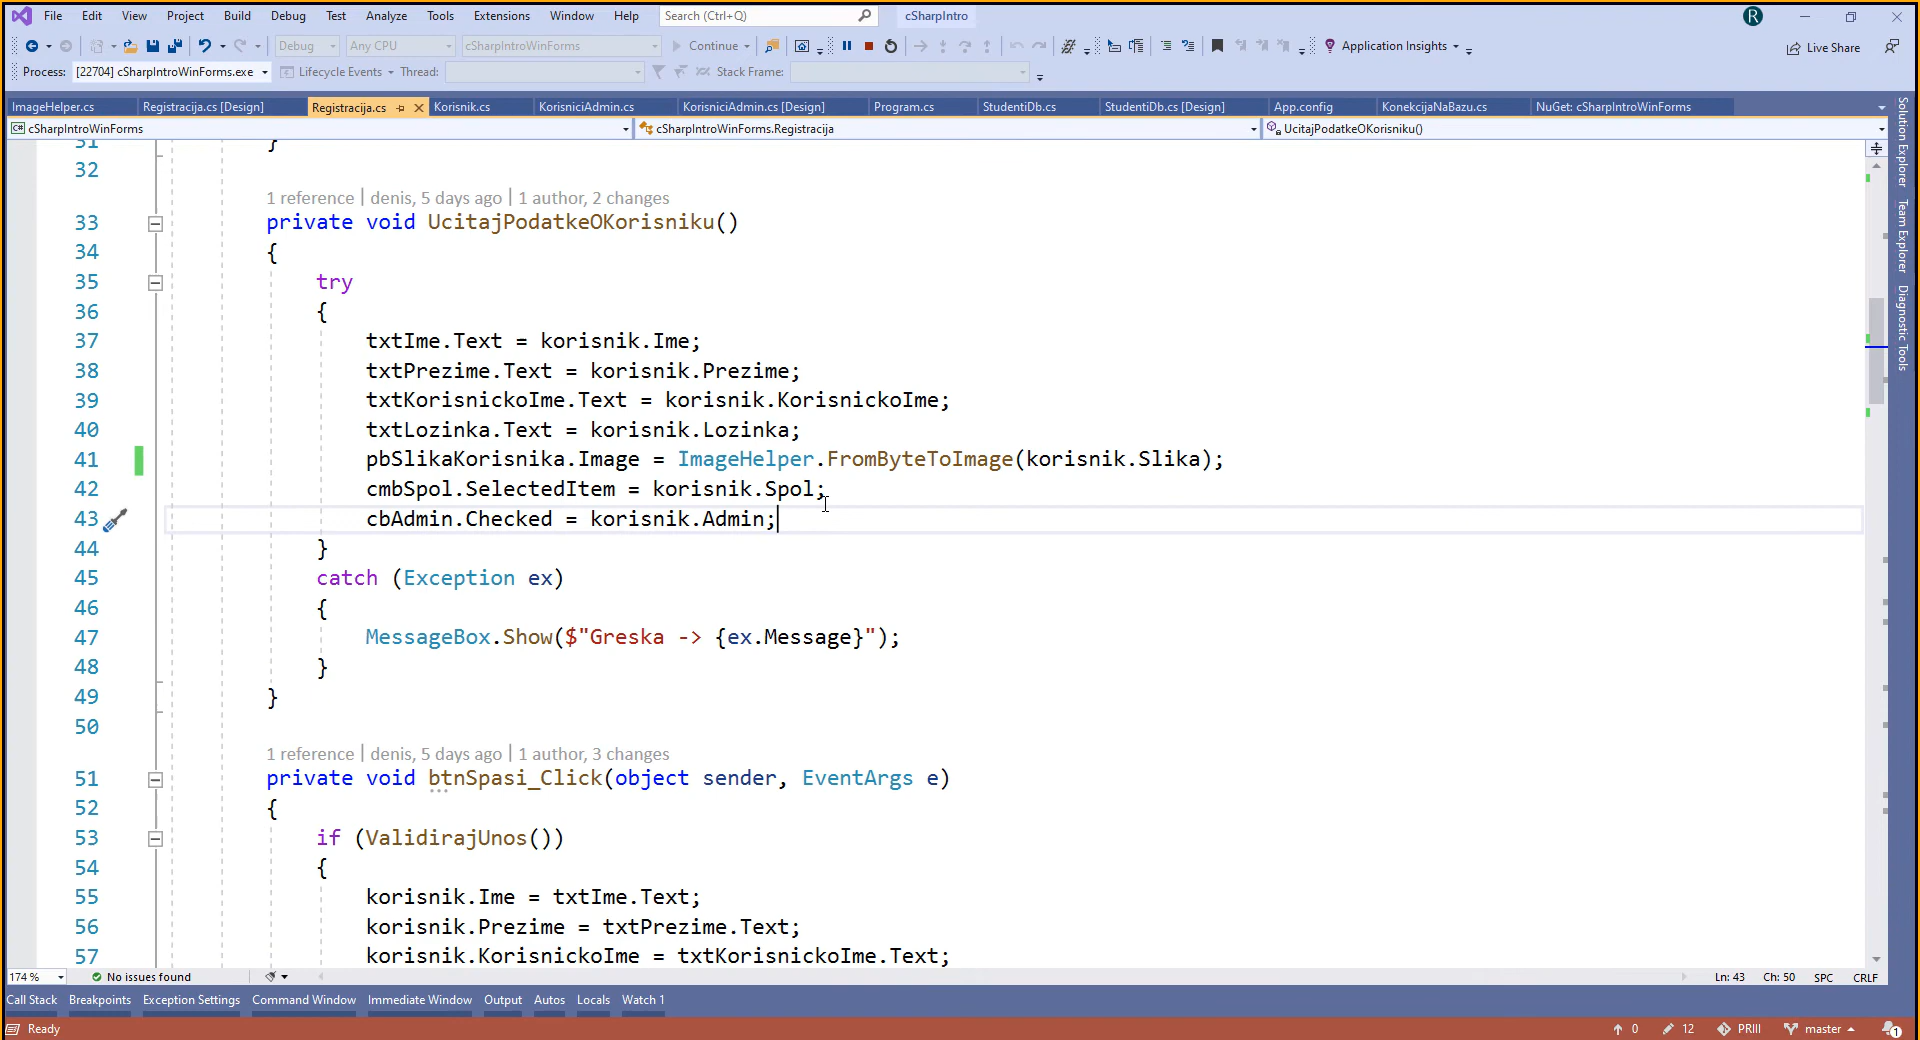 File Edit View Project Build Debug Test Analyze Tools Extensions Window Help Search (Ctrl+Q) cSharpIntro R
Debug Any CPU cSharpIntroWinForms Continue Application Insights Live Share
Process: [22704] cSharpIntroWinForms.exe Lifecycle Events Thread: Stack Frame:
ImageHelper.cs Registracija.cs [Design] Registracija.cs Korisnik.cs KorisniciAdmin.cs KorisniciAdmin.cs [Design] Program.cs StudentiDb.cs StudentiDb.cs [Design] App.config KonekcijaNaBazu.cs NuGet: cSharpIntroWinForms
C# cSharpIntroWinForms cSharpIntroWinForms.Registracija UcitajPodatkeOKorisniku()
31 }
32
1 reference | denis, 5 days ago | 1 author, 2 changes
33 private void UcitajPodatkeOKorisniku()
34 {
35 try
36 {
37 txtIme.Text = korisnik.Ime;
38 txtPrezime.Text = korisnik.Prezime;
39 txtKorisnickoIme.Text = korisnik.KorisnickoIme;
40 txtLozinka.Text = korisnik.Lozinka;
41 pbSlikaKorisnika.Image = ImageHelper.FromByteToImage(korisnik.Slika);
42 cmbSpol.SelectedItem = korisnik.Spol;
43 cbAdmin.Checked = korisnik.Admin;
44 }
45 catch (Exception ex)
46 {
47 MessageBox.Show($"Greska -> {ex.Message}");
48 }
49 }
50
1 reference | denis, 5 days ago | 1 author, 3 changes
51 private void btnSpasi_Click(object sender, EventArgs e)
52 {
53 if (ValidirajUnos())
54 {
55 korisnik.Ime = txtIme.Text;
56 korisnik.Prezime = txtPrezime.Text;
57 korisnik.KorisnickoIme = txtKorisnickoIme.Text;
Solution Explorer
Team Explorer
Diagnostic Tools
174 % No issues found Ln: 43 Ch: 50 SPC CRLF
Call Stack Breakpoints Exception Settings Command Window Immediate Window Output Autos Locals Watch 1
Ready 0 12 PRIII master 1